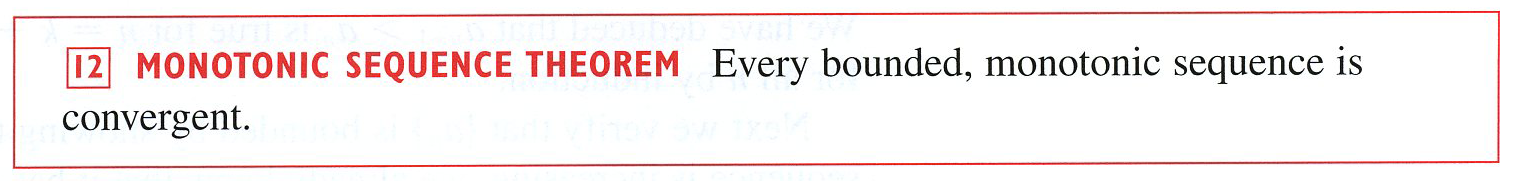 12 MONOTONIC SEQUENCE THEOREM Every bounded, monotonic sequence is
convergent.